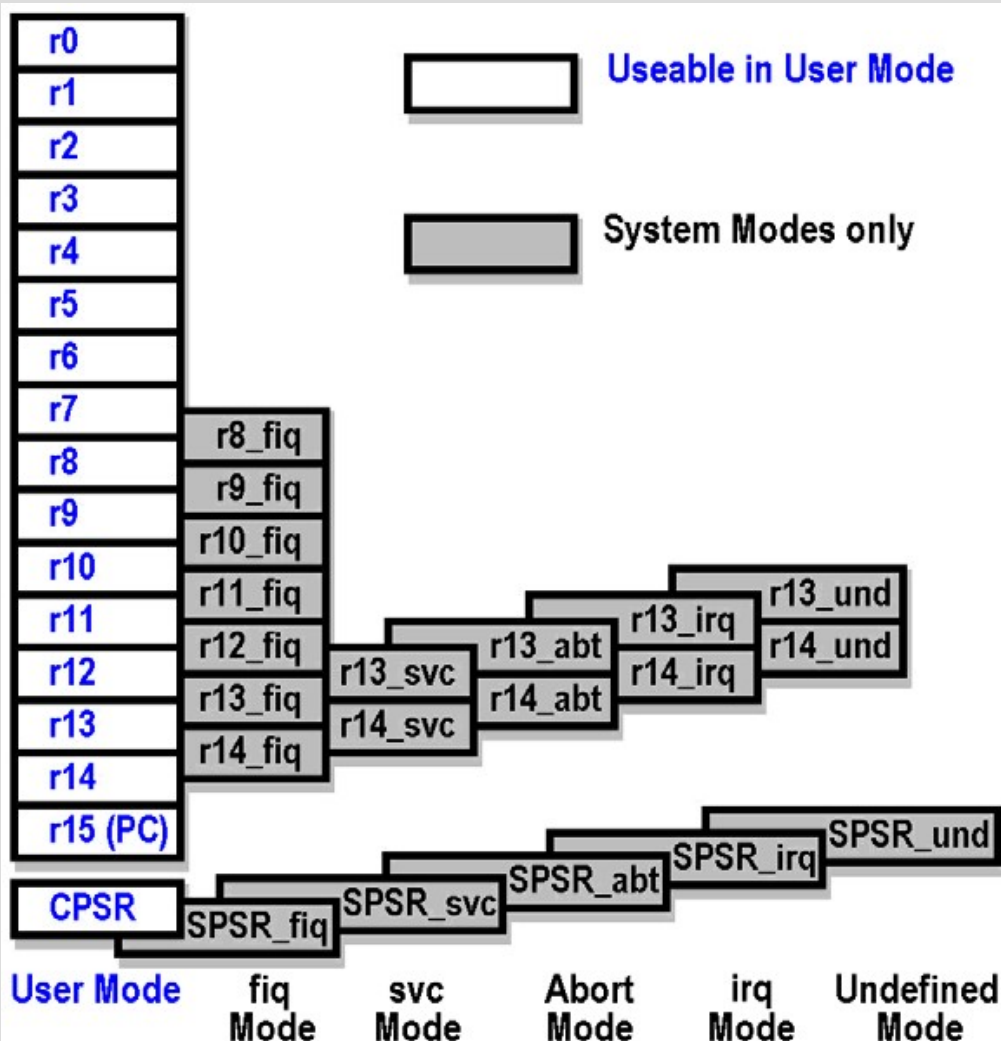 r0
r1
r2
r3
r4
r5
r6
r7
r8
r9
r10
r11
r12
r13
r14
r15 (PC)
CPSR
User Mode
Useable in User Mode
System Modes only
r8_fiq
r9_fiq
r10_fiq
r11_fiq
r12_fiq
r13_fiq
r14_fiq
SPSR_fiq
fiq
Mode
r13_svc
r14_svc
SPSR_svc
svc
Mode
r13_abt
r14_abt
SPSR_abt
Abort
Mode
r13_irq
r14_irq
SPSR_irq
irq
Mode
r13_und
r14_und
SPSR_und
Undefined
Mode